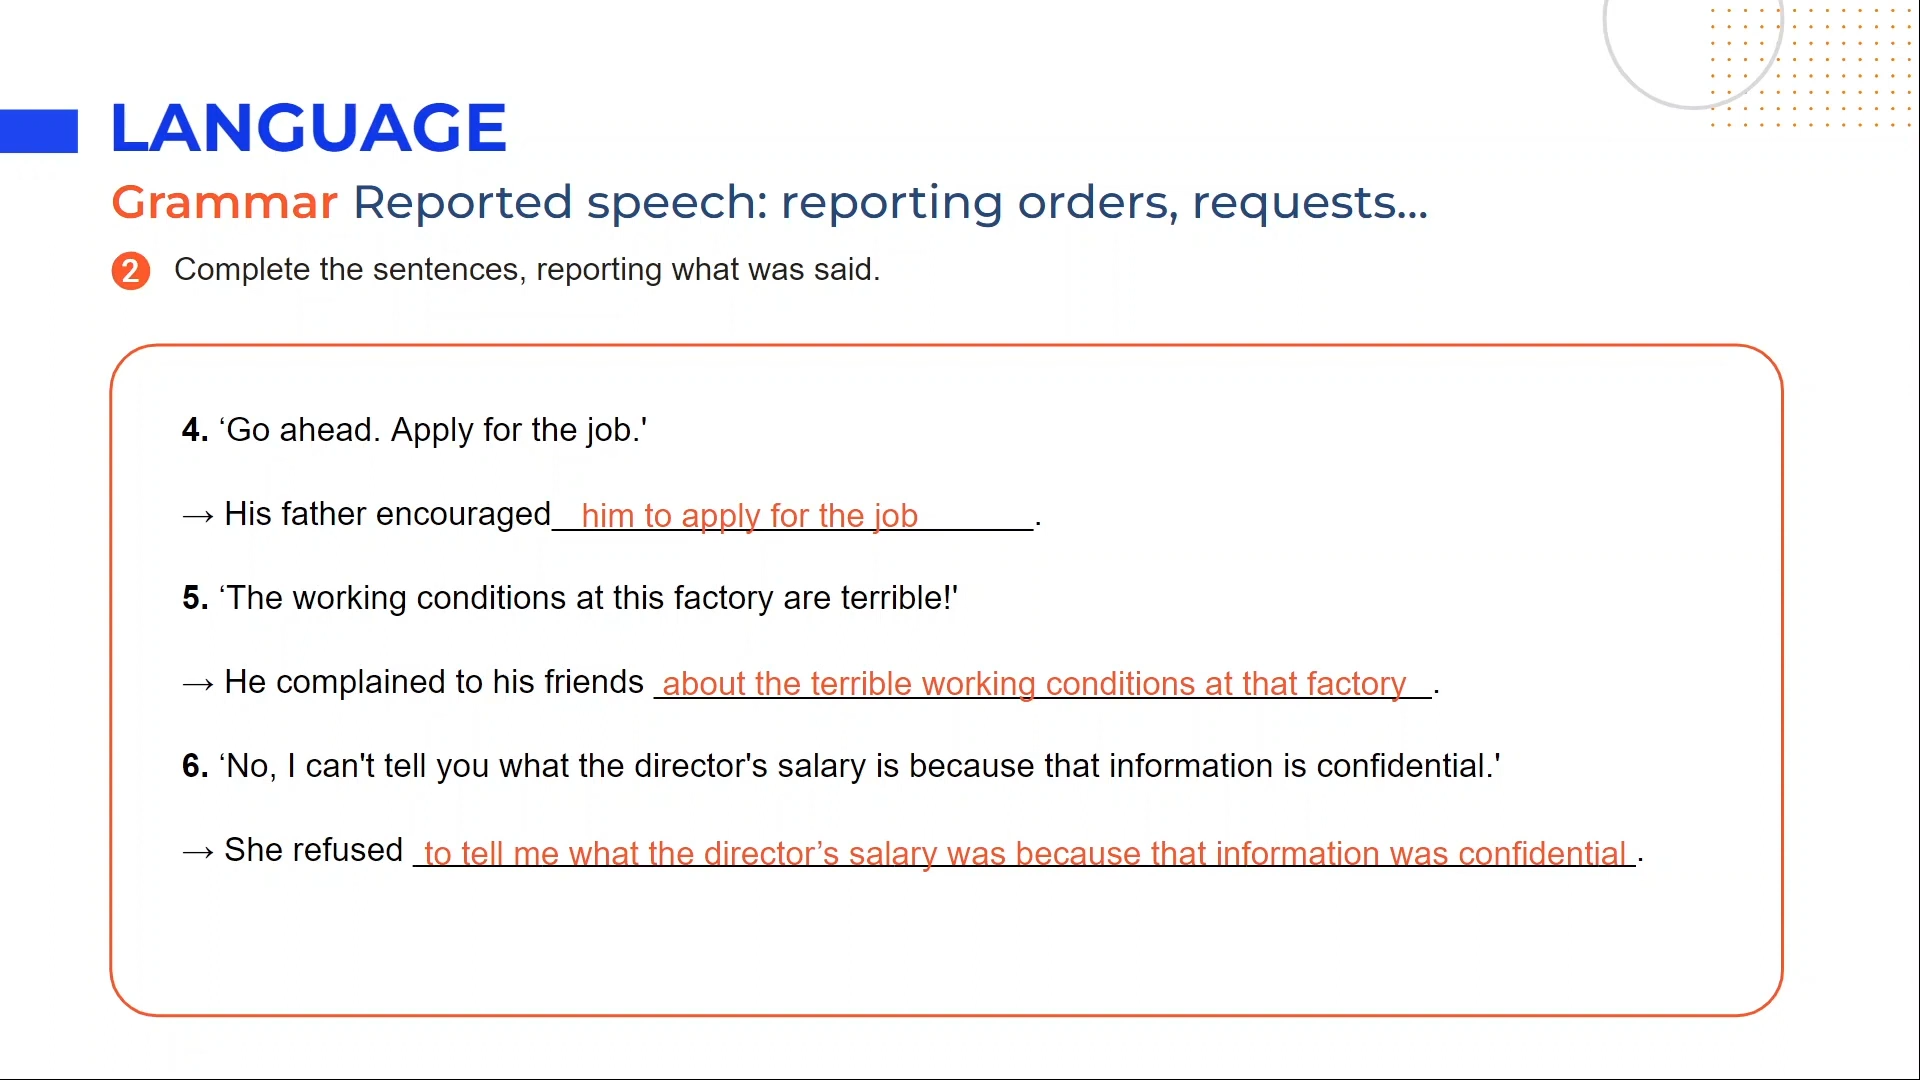 LANGUAGE
Grammar Reported speech: reporting orders, requests...
2 Complete the sentences, reporting what was said.
4. ‘Go ahead. Apply for the job.'
→ His father encouraged him to apply for the job.
5. ‘The working conditions at this factory are terrible!'
→ He complained to his friends about the terrible working conditions at that factory.
6. ‘No, I can't tell you what the director's salary is because that information is confidential.'
→ She refused to tell me what the director’s salary was because that information was confidential.